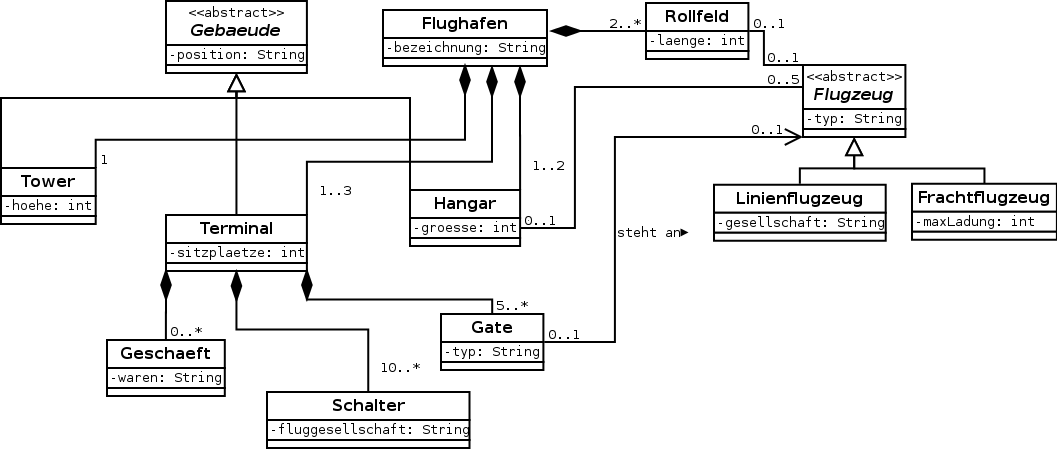 <<abstract>>
Gebaeude
-position: String
Flughafen
-bezeichnung: String
2..*
Rollfeld
-laenge: int
0..1
0..1
0..5
<<abstract>>
Flugzeug
-typ: String
0..1
1
Tower
-hoehe: int
1..3
1..2
Hangar
-groesse: int
0..1
Linienflugzeug
-gesellschaft: String
Frachtflugzeug
-maxLadung: int
Terminal
-sitzplaetze: int
steht an▶
5..*
Gate
-typ: String
0..1
0..*
Geschaeft
-waren: String
10..*
Schalter
-fluggesellschaft: String